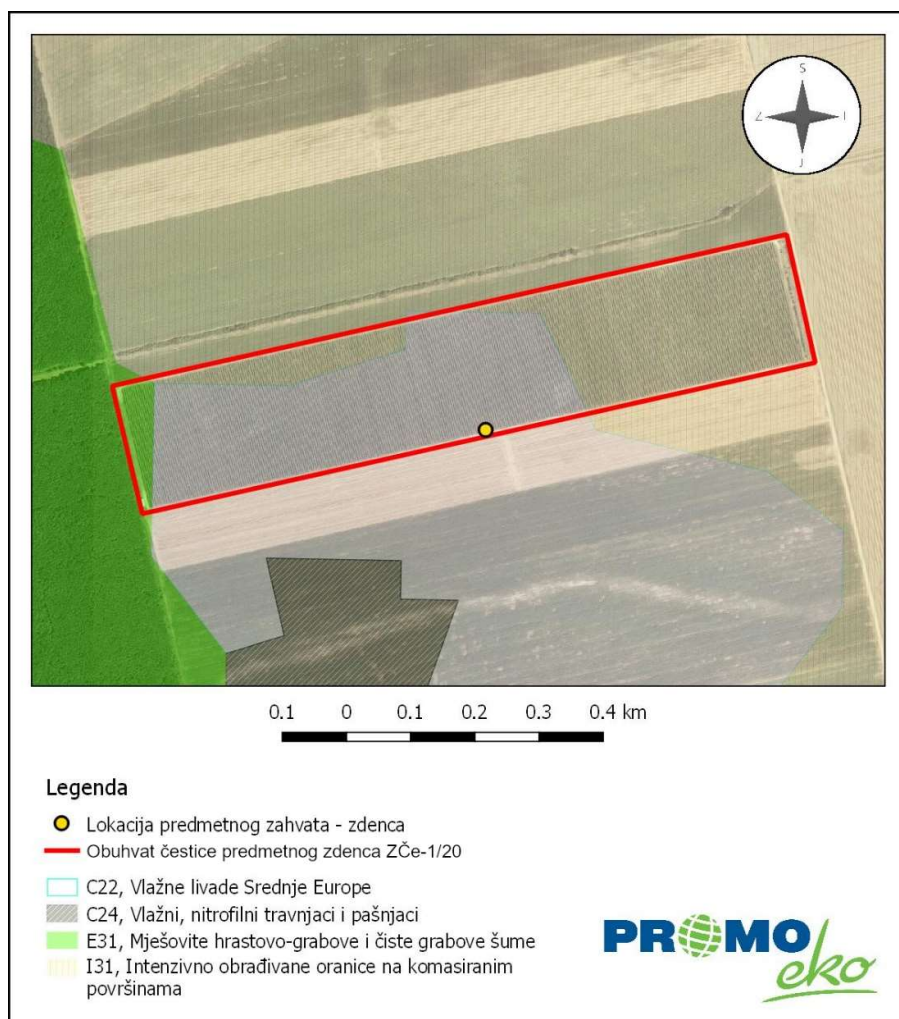 S
Z I
J
0.1 0 0.1 0.2 0.3 0.4 km
Legenda
Lokacija predmetnog zahvata - zdenca
Obuhvat čestice predmetnog zdenca ZČe-1/20
C22, Vlažne livade Srednje Europe
C24, Vlažni, nitrofilni travnjaci i pašnjaci
E31, Mješovite hrastovo-grabove i čiste grabove šume
I31, Intenzivno obrađivane oranice na komasiranim
površinama
PROMO
eko